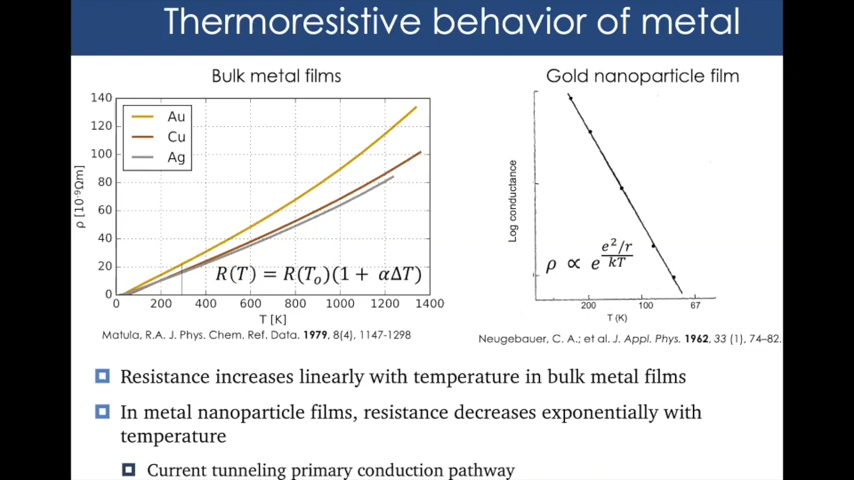 Thermoresistive behavior of metal
Bulk metal films
Gold nanoparticle film
140
120
100
80
60
40
20
0
ρ [10⁻⁹Ωm]
Au
Cu
Ag
R(T) = R(Tₒ)(1 + αΔT)
0 200 400 600 800 1000 1200 1400
T [K]
Matula, R.A. J. Phys. Chem. Ref. Data. 1979, 8(4), 1147-1298
Log conductance
ρ ∝ e^((e²/r)/(kT))
200 100 67
T (K)
Neugebauer, C. A.; et al. J. Appl. Phys. 1962, 33 (1), 74–82.
Resistance increases linearly with temperature in bulk metal films
In metal nanoparticle films, resistance decreases exponentially with
temperature
Current tunneling primary conduction pathway